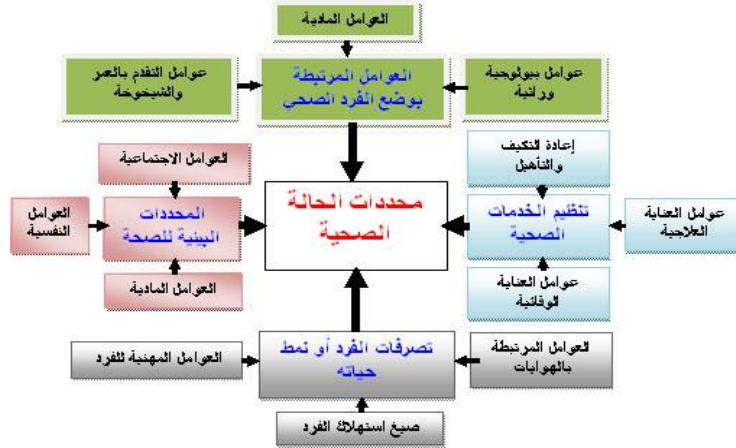 العوامل المادية
عوامل بيولوجية
وراثية
العوامل المرتبطة
بوضع الفرد الصحي
عوامل التقدم بالعمر
والشيخوخة
إعادة التكيف
والتأهيل
العوامل الاجتماعية
عوامل العناية
العلاجية
تنظيم الخدمات
الصحية
محددات الحالة
الصحية
المحددات
البيئية للصحة
العوامل
النفسية
عوامل العناية
الوقائية
العوامل المادية
العوامل المرتبطة
بالهوايات
تصرفات الفرد أو نمط
حياته
العوامل المهنية للفرد
صيغ استهلاك الفرد